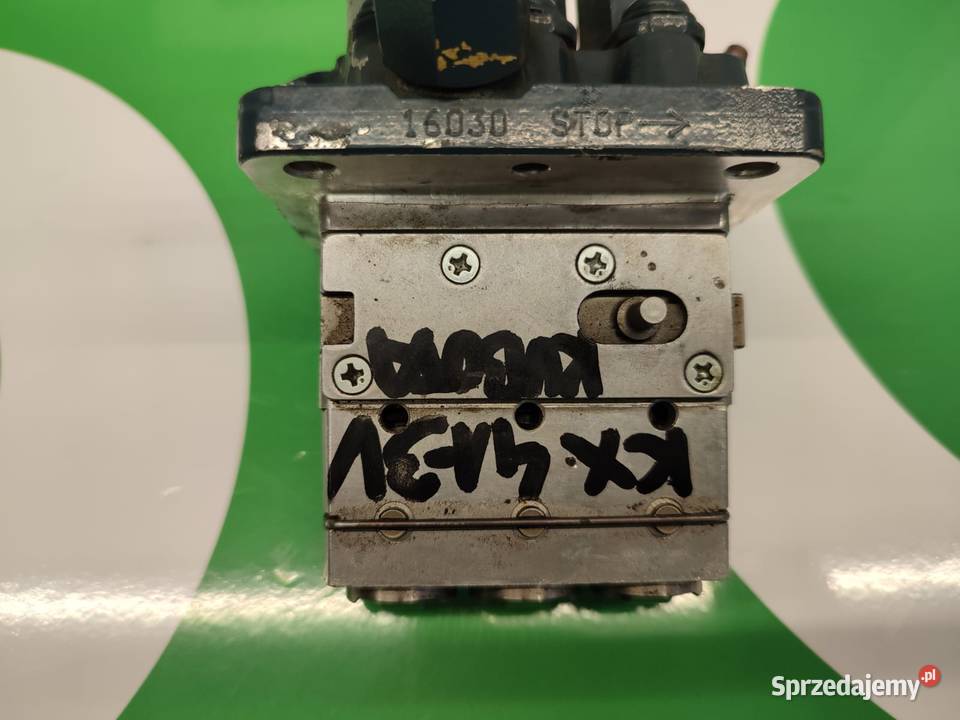 16030 STOP →
KUBOTA
KX 41-3V
Sprzedajemy.pl